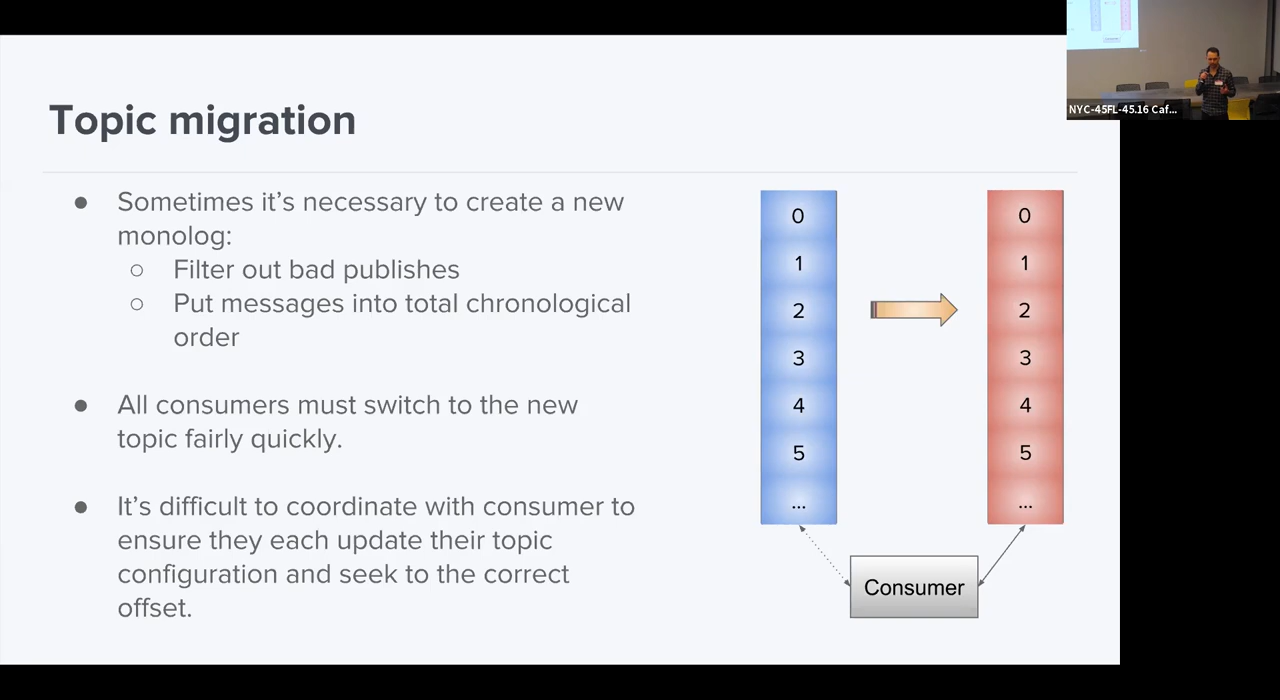 Topic migration
● Sometimes it's necessary to create a new
monolog:
○ Filter out bad publishes
○ Put messages into total chronological
order
● All consumers must switch to the new
topic fairly quickly.
● It's difficult to coordinate with consumer to
ensure they each update their topic
configuration and seek to the correct
offset.
0
1
2
3
4
5
...
0
1
2
3
4
5
...
Consumer
NYC-45FL-45.16 Caf...